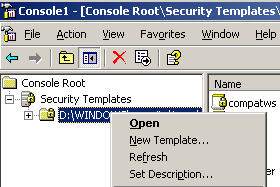 Console1 - [Console Root\Security Templates\
File Action View Favorites Window Help
Console Root
Security Templates
D:\WINDO
Name
compatws
Open
New Template...
Refresh
Set Description...